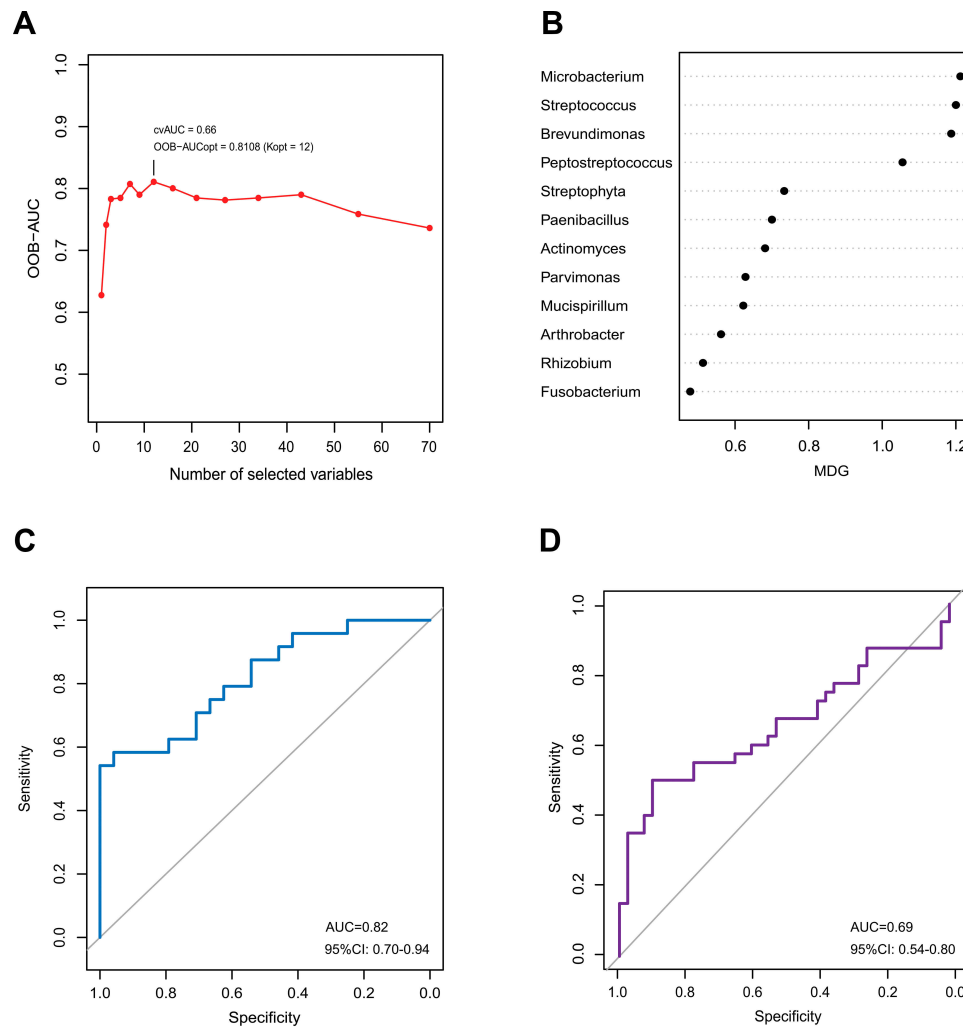 A
1.0
0.9
0.8
0.7
0.6
0.5
OOB−AUC
cvAUC = 0.66
OOB−AUCopt = 0.8108 (Kopt = 12)
0 10 20 30 40 50 60 70
Number of selected variables
B
Microbacterium
Streptococcus
Brevundimonas
Peptostreptococcus
Streptophyta
Paenibacillus
Actinomyces
Parvimonas
Mucispirillum
Arthrobacter
Rhizobium
Fusobacterium
0.6 0.8 1.0 1.2
MDG
C
1.0
0.8
0.6
0.4
0.2
0.0
Sensitivity
AUC=0.82
95%CI: 0.70-0.94
1.0 0.8 0.6 0.4 0.2 0.0
Specificity
D
1.0
0.8
0.6
0.4
0.2
0.0
Sensitivity
AUC=0.69
95%CI: 0.54-0.80
1.0 0.8 0.6 0.4 0.2 0.0
Specificity